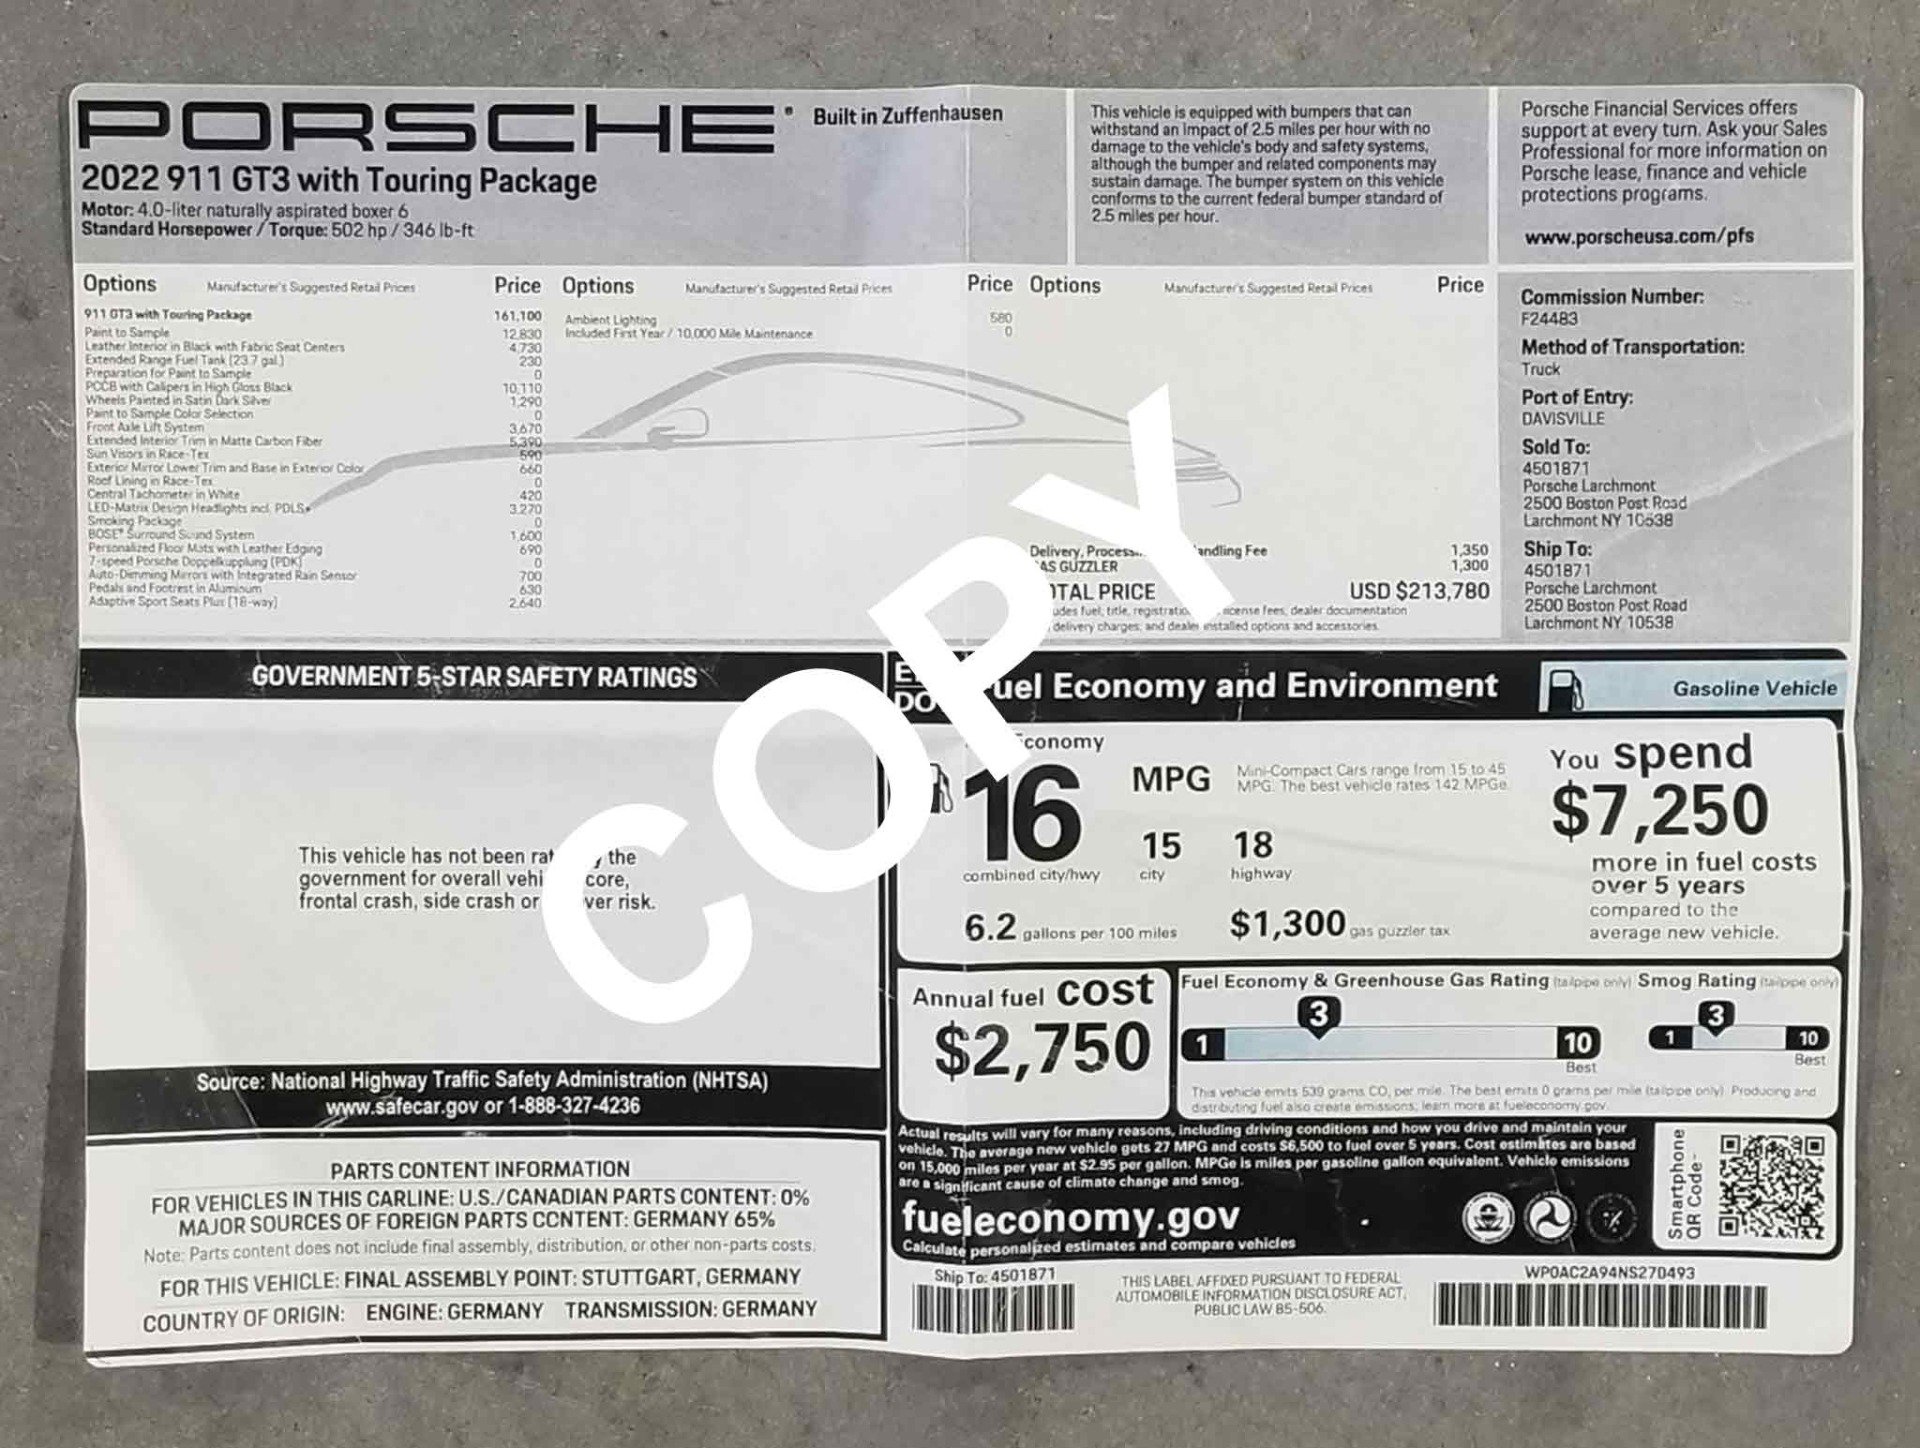 PORSCHE® Built in Zuffenhausen
2022 911 GT3 with Touring Package
Motor: 4.0-liter naturally aspirated boxer 6
Standard Horsepower / Torque: 502 hp / 346 lb-ft
This vehicle is equipped with bumpers that can
withstand an impact of 2.5 miles per hour with no
damage to the vehicle's body and safety systems,
although the bumper and related components may
sustain damage. The bumper system on this vehicle
conforms to the current federal bumper standard of
2.5 miles per hour.
Porsche Financial Services offers
support at every turn. Ask your Sales
Professional for more information on
Porsche lease, finance and vehicle
protections programs.
www.porscheusa.com/pfs
Options Manufacturer's Suggested Retail Prices Price
911 GT3 with Touring Package 161,100
Paint to Sample 12,830
Leather Interior in Black with Fabric Seat Centers 4,730
Extended Range Fuel Tank (23.7 gal.) 230
Preparation for Paint to Sample 0
PCCB with Calipers in High Gloss Black 10,110
Wheels Painted in Satin Dark Silver 1,290
Paint to Sample Color Selection 0
Front Axle Lift System 3,670
Extended Interior Trim in Matte Carbon Fiber 5,390
Sun Visors in Race-Tex 590
Exterior Mirror Lower Trim and Base in Exterior Color 660
Roof Lining in Race-Tex 0
Central Tachometer in White 420
LED-Matrix Design Headlights incl. PDLS+ 3,270
Smoking Package 0
BOSE® Surround Sound System 1,600
Personalized Floor Mats with Leather Edging 690
7-speed Porsche Doppelkupplung (PDK) 0
Auto-Dimming Mirrors with Integrated Rain Sensor 700
Pedals and Footrest in Aluminum 630
Adaptive Sport Seats Plus (18-way) 2,640
Options Manufacturer's Suggested Retail Prices Price
Ambient Lighting 580
Included First Year / 10,000 Mile Maintenance 0
Options Manufacturer's Suggested Retail Prices Price
Delivery, Process andling Fee 1,350
AS GUZZLER 1,300
TAL PRICE USD $213,780
udes fuel, title, registratio icense fees, dealer documentation
delivery charges, and dealer installed options and accessories.
Commission Number:
F24483
Method of Transportation:
Truck
Port of Entry:
DAVISVILLE
Sold To:
4501871
Porsche Larchmont
2500 Boston Post Road
Larchmont NY 10538
Ship To:
4501871
Porsche Larchmont
2500 Boston Post Road
Larchmont NY 10538
COPY
GOVERNMENT 5-STAR SAFETY RATINGS
This vehicle has not been rat y the
government for overall vehi core,
frontal crash, side crash or ver risk.
Source: National Highway Traffic Safety Administration (NHTSA)
www.safecar.gov or 1-888-327-4236
PARTS CONTENT INFORMATION
FOR VEHICLES IN THIS CARLINE: U.S./CANADIAN PARTS CONTENT: 0%
MAJOR SOURCES OF FOREIGN PARTS CONTENT: GERMANY 65%
Note: Parts content does not include final assembly, distribution, or other non-parts costs.
FOR THIS VEHICLE: FINAL ASSEMBLY POINT: STUTTGART, GERMANY
COUNTRY OF ORIGIN: ENGINE: GERMANY TRANSMISSION: GERMANY
DO uel Economy and Environment
Gasoline Vehicle
conomy
16 MPG
combined city/hwy
15 city
18 highway
Mini-Compact Cars range from 15 to 45
MPG. The best vehicle rates 142 MPGe.
6.2 gallons per 100 miles
$1,300 gas guzzler tax
You spend
$7,250
more in fuel costs
over 5 years
compared to the
average new vehicle.
Annual fuel cost
$2,750
Fuel Economy & Greenhouse Gas Rating (tailpipe only) Smog Rating (tailpipe only)
3
1 10
Best
3
1 10
Best
This vehicle emits 539 grams CO2 per mile. The best emits 0 grams per mile (tailpipe only). Producing and
distributing fuel also create emissions; learn more at fueleconomy.gov.
Actual results will vary for many reasons, including driving conditions and how you drive and maintain your
vehicle. The average new vehicle gets 27 MPG and costs $6,500 to fuel over 5 years. Cost estimates are based
on 15,000 miles per year at $2.95 per gallon. MPGe is miles per gasoline gallon equivalent. Vehicle emissions
are a significant cause of climate change and smog.
fueleconomy.gov
Calculate personalized estimates and compare vehicles
Smartphone
QR Code
Ship To: 4501871
THIS LABEL AFFIXED PURSUANT TO FEDERAL
AUTOMOBILE INFORMATION DISCLOSURE ACT,
PUBLIC LAW 85-506.
WP0AC2A94NS270493